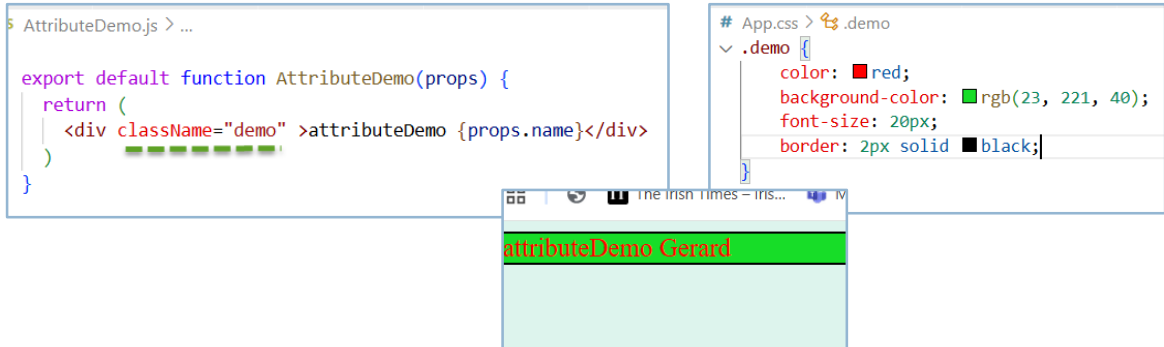 AttributeDemo.js > ...
export default function AttributeDemo(props) {
return (
<div className="demo" >attributeDemo {props.name}</div>
)
}
# App.css > .demo
.demo {
color: red;
background-color: rgb(23, 221, 40);
font-size: 20px;
border: 2px solid black;
}
The Irish Times – Iris...
attributeDemo Gerard